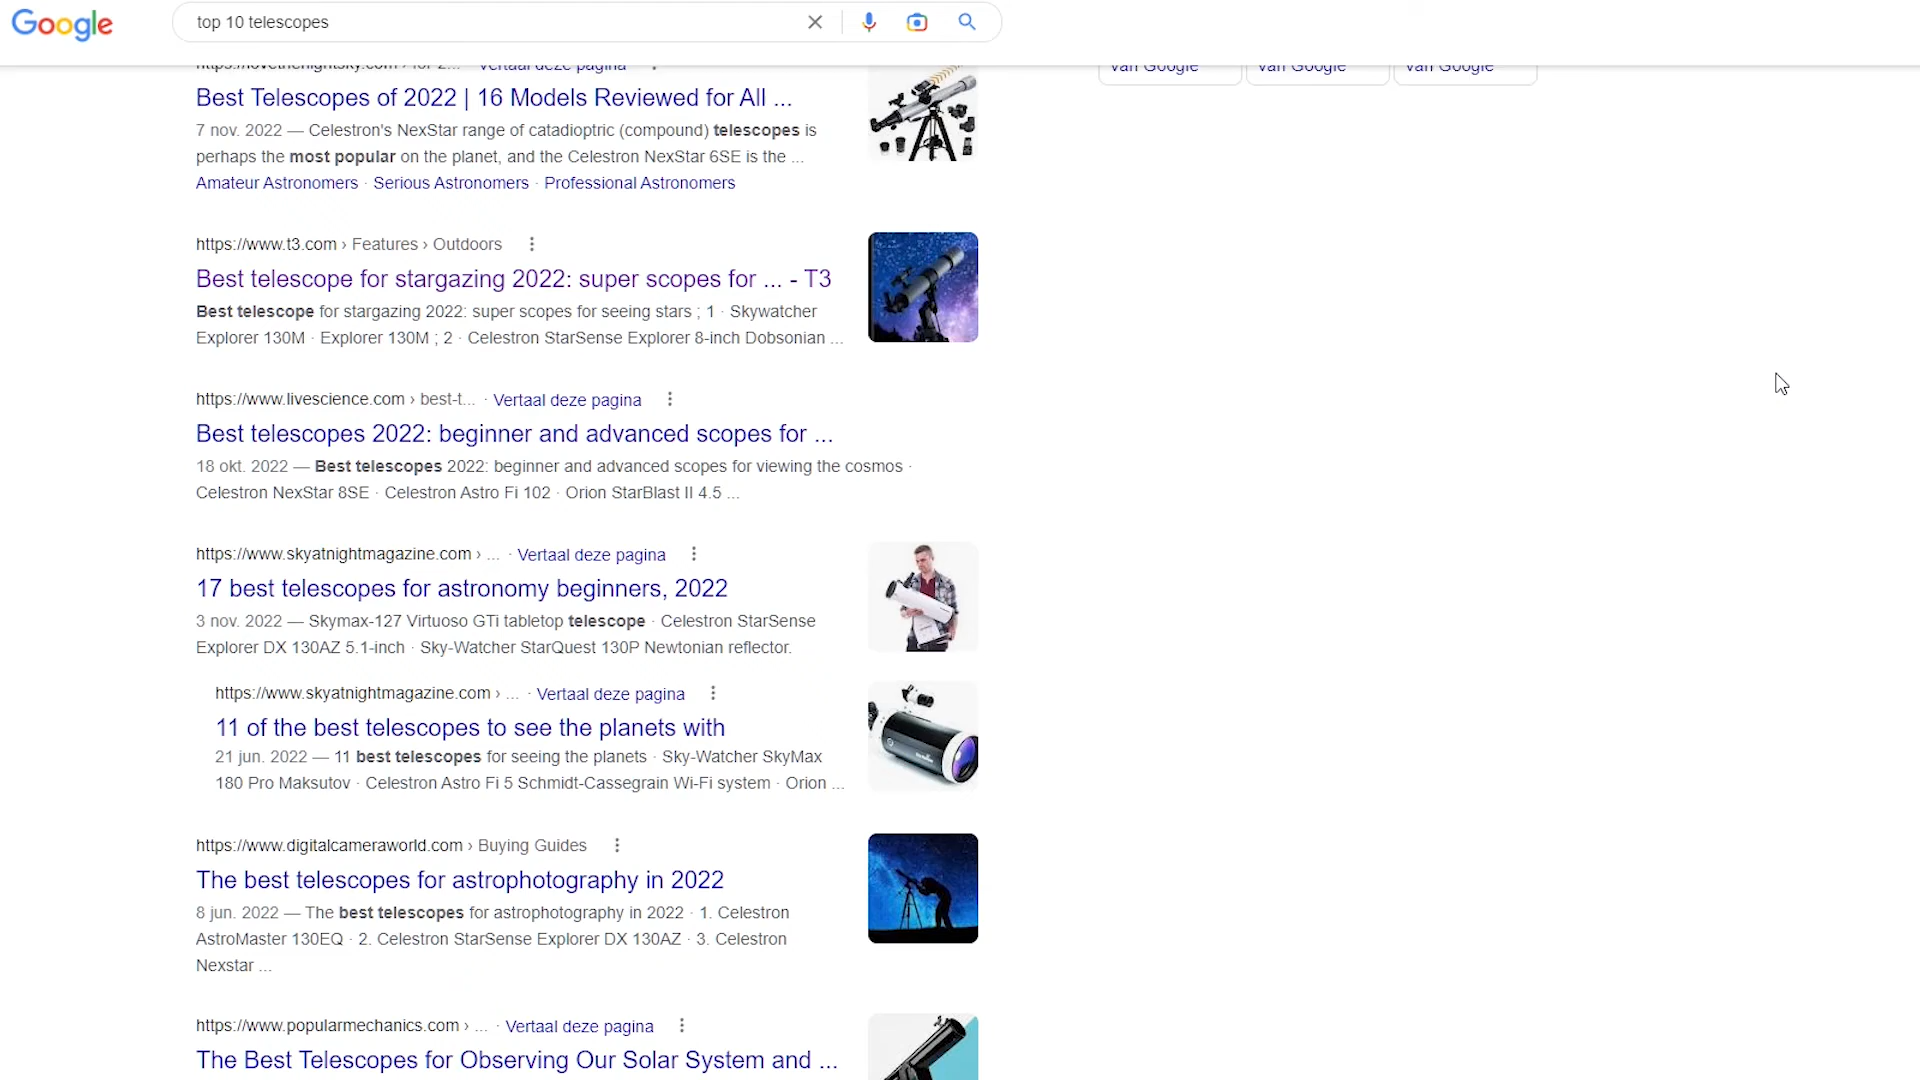 Google
top 10 telescopes
Vertaal deze pagina
Van Google
Van Google
Van Google
Best Telescopes of 2022 | 16 Models Reviewed for All ...
7 nov. 2022 — Celestron's NexStar range of catadioptric (compound) telescopes is
perhaps the most popular on the planet, and the Celestron NexStar 6SE is the ...
Amateur Astronomers · Serious Astronomers · Professional Astronomers
https://www.t3.com › Features › Outdoors
Best telescope for stargazing 2022: super scopes for ... - T3
Best telescope for stargazing 2022: super scopes for seeing stars ; 1 · Skywatcher
Explorer 130M · Explorer 130M ; 2 · Celestron StarSense Explorer 8-inch Dobsonian ...
https://www.livescience.com › best-t... · Vertaal deze pagina
Best telescopes 2022: beginner and advanced scopes for ...
18 okt. 2022 — Best telescopes 2022: beginner and advanced scopes for viewing the cosmos ·
Celestron NexStar 8SE · Celestron Astro Fi 102 · Orion StarBlast II 4.5 ...
https://www.skyatnightmagazine.com › ... · Vertaal deze pagina
17 best telescopes for astronomy beginners, 2022
3 nov. 2022 — Skymax-127 Virtuoso GTi tabletop telescope · Celestron StarSense
Explorer DX 130AZ 5.1-inch · Sky-Watcher StarQuest 130P Newtonian reflector.
https://www.skyatnightmagazine.com › ... · Vertaal deze pagina
11 of the best telescopes to see the planets with
21 jun. 2022 — 11 best telescopes for seeing the planets · Sky-Watcher SkyMax
180 Pro Maksutov · Celestron Astro Fi 5 Schmidt-Cassegrain Wi-Fi system · Orion ...
https://www.digitalcameraworld.com › Buying Guides
The best telescopes for astrophotography in 2022
8 jun. 2022 — The best telescopes for astrophotography in 2022 · 1. Celestron
AstroMaster 130EQ · 2. Celestron StarSense Explorer DX 130AZ · 3. Celestron
Nexstar ...
https://www.popularmechanics.com › ... · Vertaal deze pagina
The Best Telescopes for Observing Our Solar System and ...